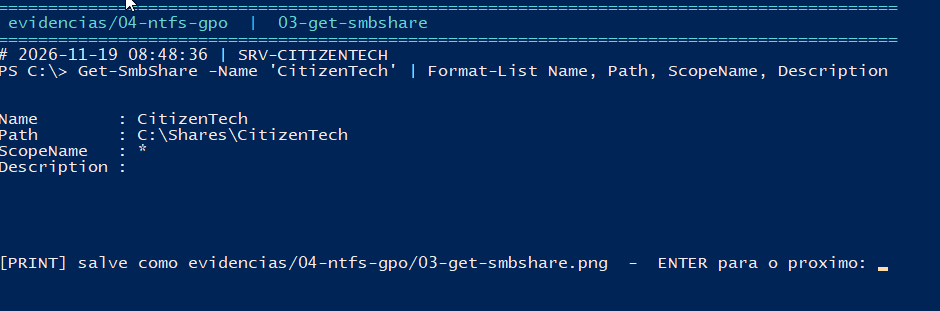 ==========================================================================================
evidencias/04-ntfs-gpo  |  03-get-smbshare
==========================================================================================
# 2026-11-19 08:48:36 | SRV-CITIZENTECH
PS C:\> Get-SmbShare -Name 'CitizenTech' | Format-List Name, Path, ScopeName, Description
Name        : CitizenTech
Path        : C:\Shares\CitizenTech
ScopeName   : *
Description :
[PRINT] salve como evidencias/04-ntfs-gpo/03-get-smbshare.png  -  ENTER para o proximo: